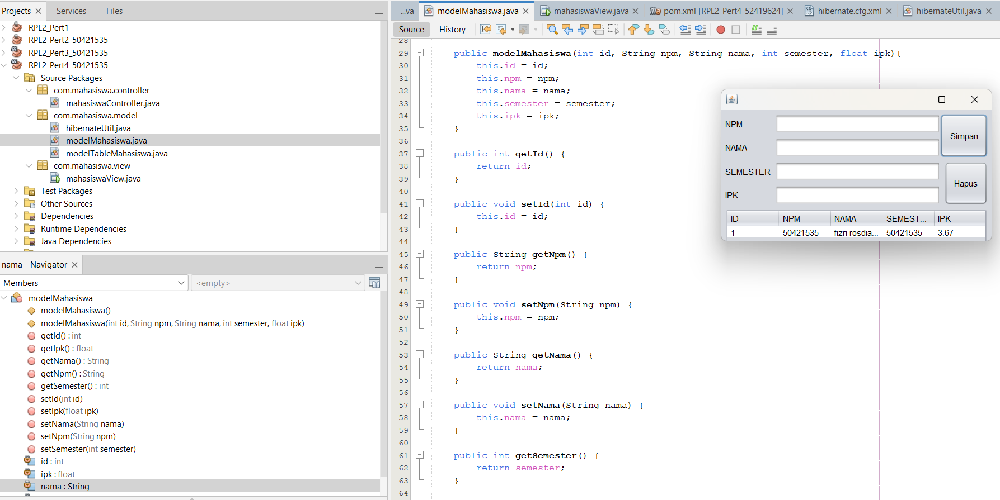 Projects Services Files
RPL2_Pert1
RPL2_Pert2_50421535
RPL2_Pert3_50421535
RPL2_Pert4_50421535
Source Packages
com.mahasiswa.controller
mahasiswaController.java
com.mahasiswa.model
hibernateUtil.java
modelMahasiswa.java
modelTableMahasiswa.java
com.mahasiswa.view
mahasiswaView.java
Test Packages
Other Sources
Dependencies
Runtime Dependencies
Java Dependencies
nama - Navigator
Members <empty>
modelMahasiswa
modelMahasiswa()
modelMahasiswa(int id, String npm, String nama, int semester, float ipk)
getId() : int
getIpk() : float
getNama() : String
getNpm() : String
getSemester() : int
setId(int id)
setIpk(float ipk)
setNama(String nama)
setNpm(String npm)
setSemester(int semester)
id : int
ipk : float
nama : String
...va modelMahasiswa.java mahasiswaView.java pom.xml [RPL2_Pert4_52419624] hibernate.cfg.xml hibernateUtil.java
Source History
28
29 public modelMahasiswa(int id, String npm, String nama, int semester, float ipk){
30 this.id = id;
31 this.npm = npm;
32 this.nama = nama;
33 this.semester = semester;
34 this.ipk = ipk;
35 }
36
37 public int getId() {
38 return id;
39 }
40
41 public void setId(int id) {
42 this.id = id;
43 }
44
45 public String getNpm() {
46 return npm;
47 }
48
49 public void setNpm(String npm) {
50 this.npm = npm;
51 }
52
53 public String getNama() {
54 return nama;
55 }
56
57 public void setNama(String nama) {
58 this.nama = nama;
59 }
60
61 public int getSemester() {
62 return semester;
63 }
64
NPM
NAMA
SEMESTER
IPK
Simpan
Hapus
ID NPM NAMA SEMEST... IPK
1 50421535 fizri rosdia... 50421535 3.67